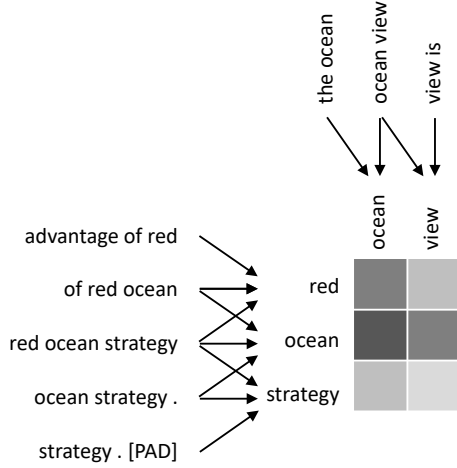 the ocean
ocean view
view is
ocean
view
advantage of red
of red ocean
red ocean strategy
ocean strategy .
strategy . [PAD]
red
ocean
strategy